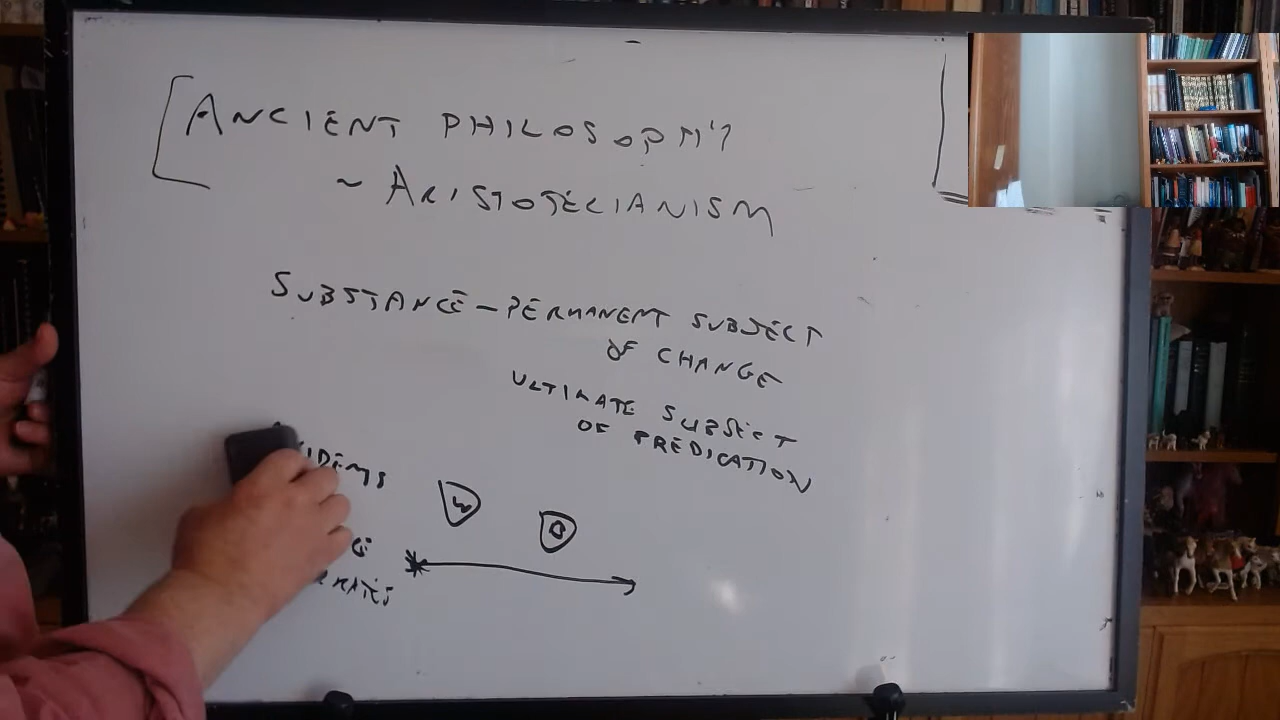 ANCIENT PHILOSOPHY
~ ARISTOTELIANISM
SUBSTANCE - PERMANENT SUBJECT
OF CHANGE
ULTIMATE SUBJECT
OF PREDICATION